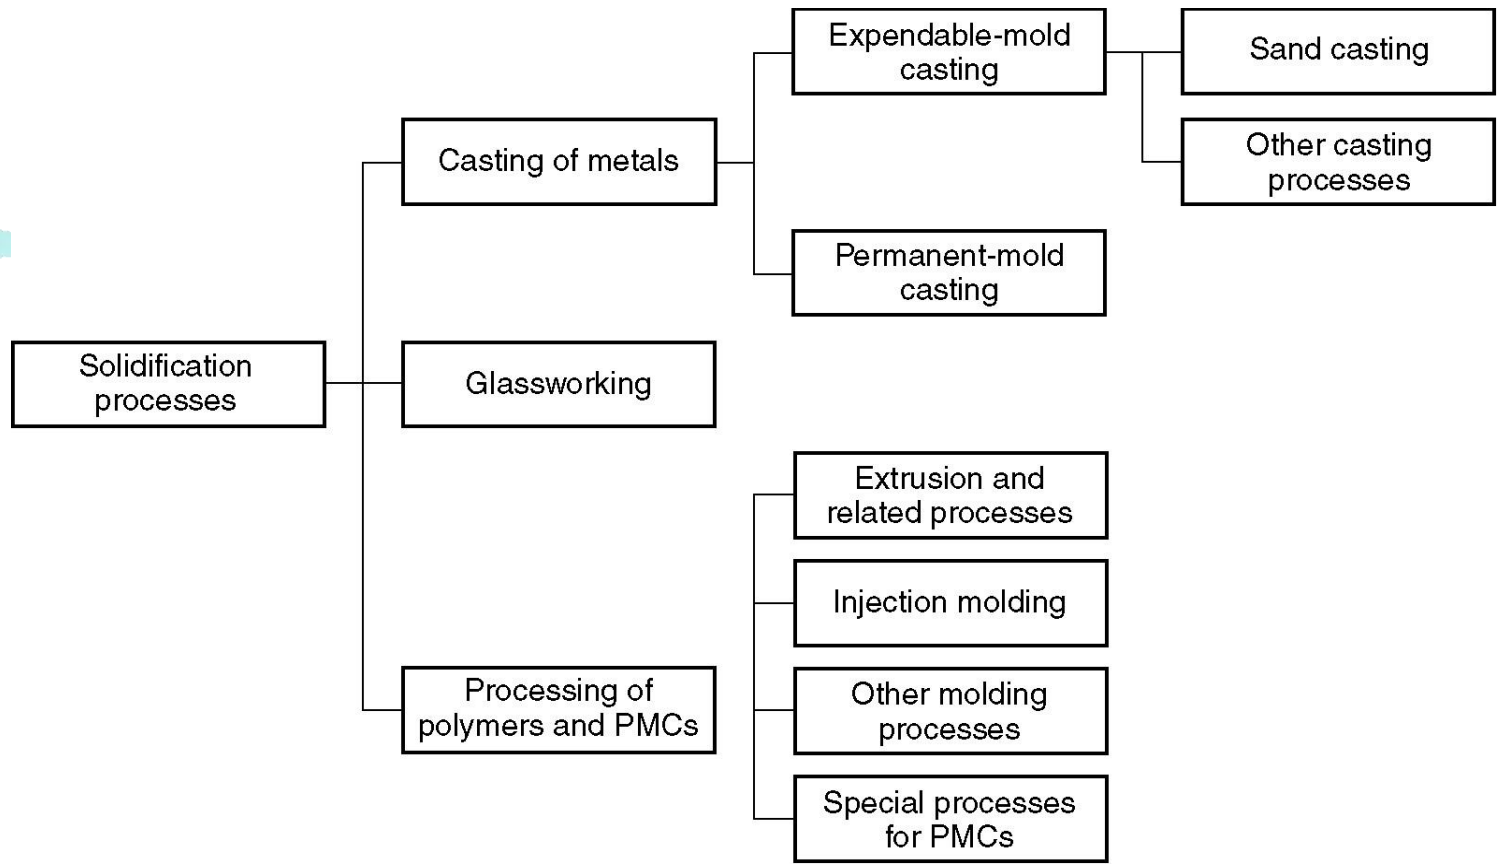 Expendable-mold
casting
Sand casting
Casting of metals
Other casting
processes
Permanent-mold
casting
Solidification
processes
Glassworking
Extrusion and
related processes
Injection molding
Processing of
polymers and PMCs
Other molding
processes
Special processes
for PMCs